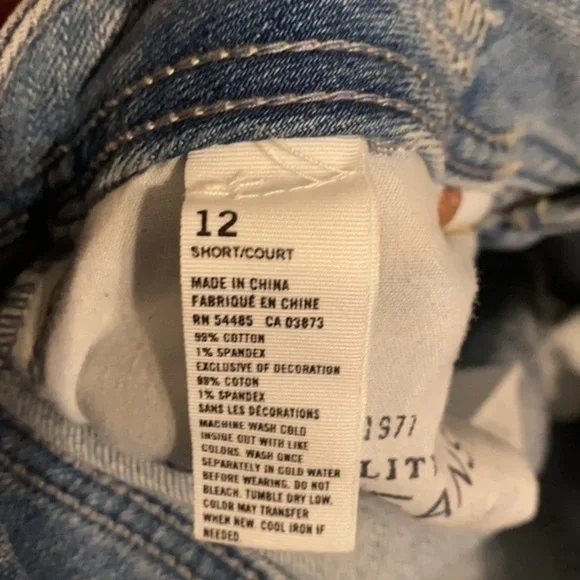 12
SHORT/COURT
MADE IN CHINA
FABRIQUÉ EN CHINE
RN 54485 CA 03873
99% COTTON
1% SPANDEX
EXCLUSIVE OF DECORATION
99% COTON
1% SPANDEX
SANS LES DÉCORATIONS
MACHINE WASH COLD
INSIDE OUT WITH LIKE
COLORS. WASH ONCE
SEPARATELY IN COLD WATER
BEFORE WEARING. DO NOT
BLEACH. TUMBLE DRY LOW.
COLOR MAY TRANSFER
WHEN NEW. COOL IRON IF
NEEDED.
1977
LIT